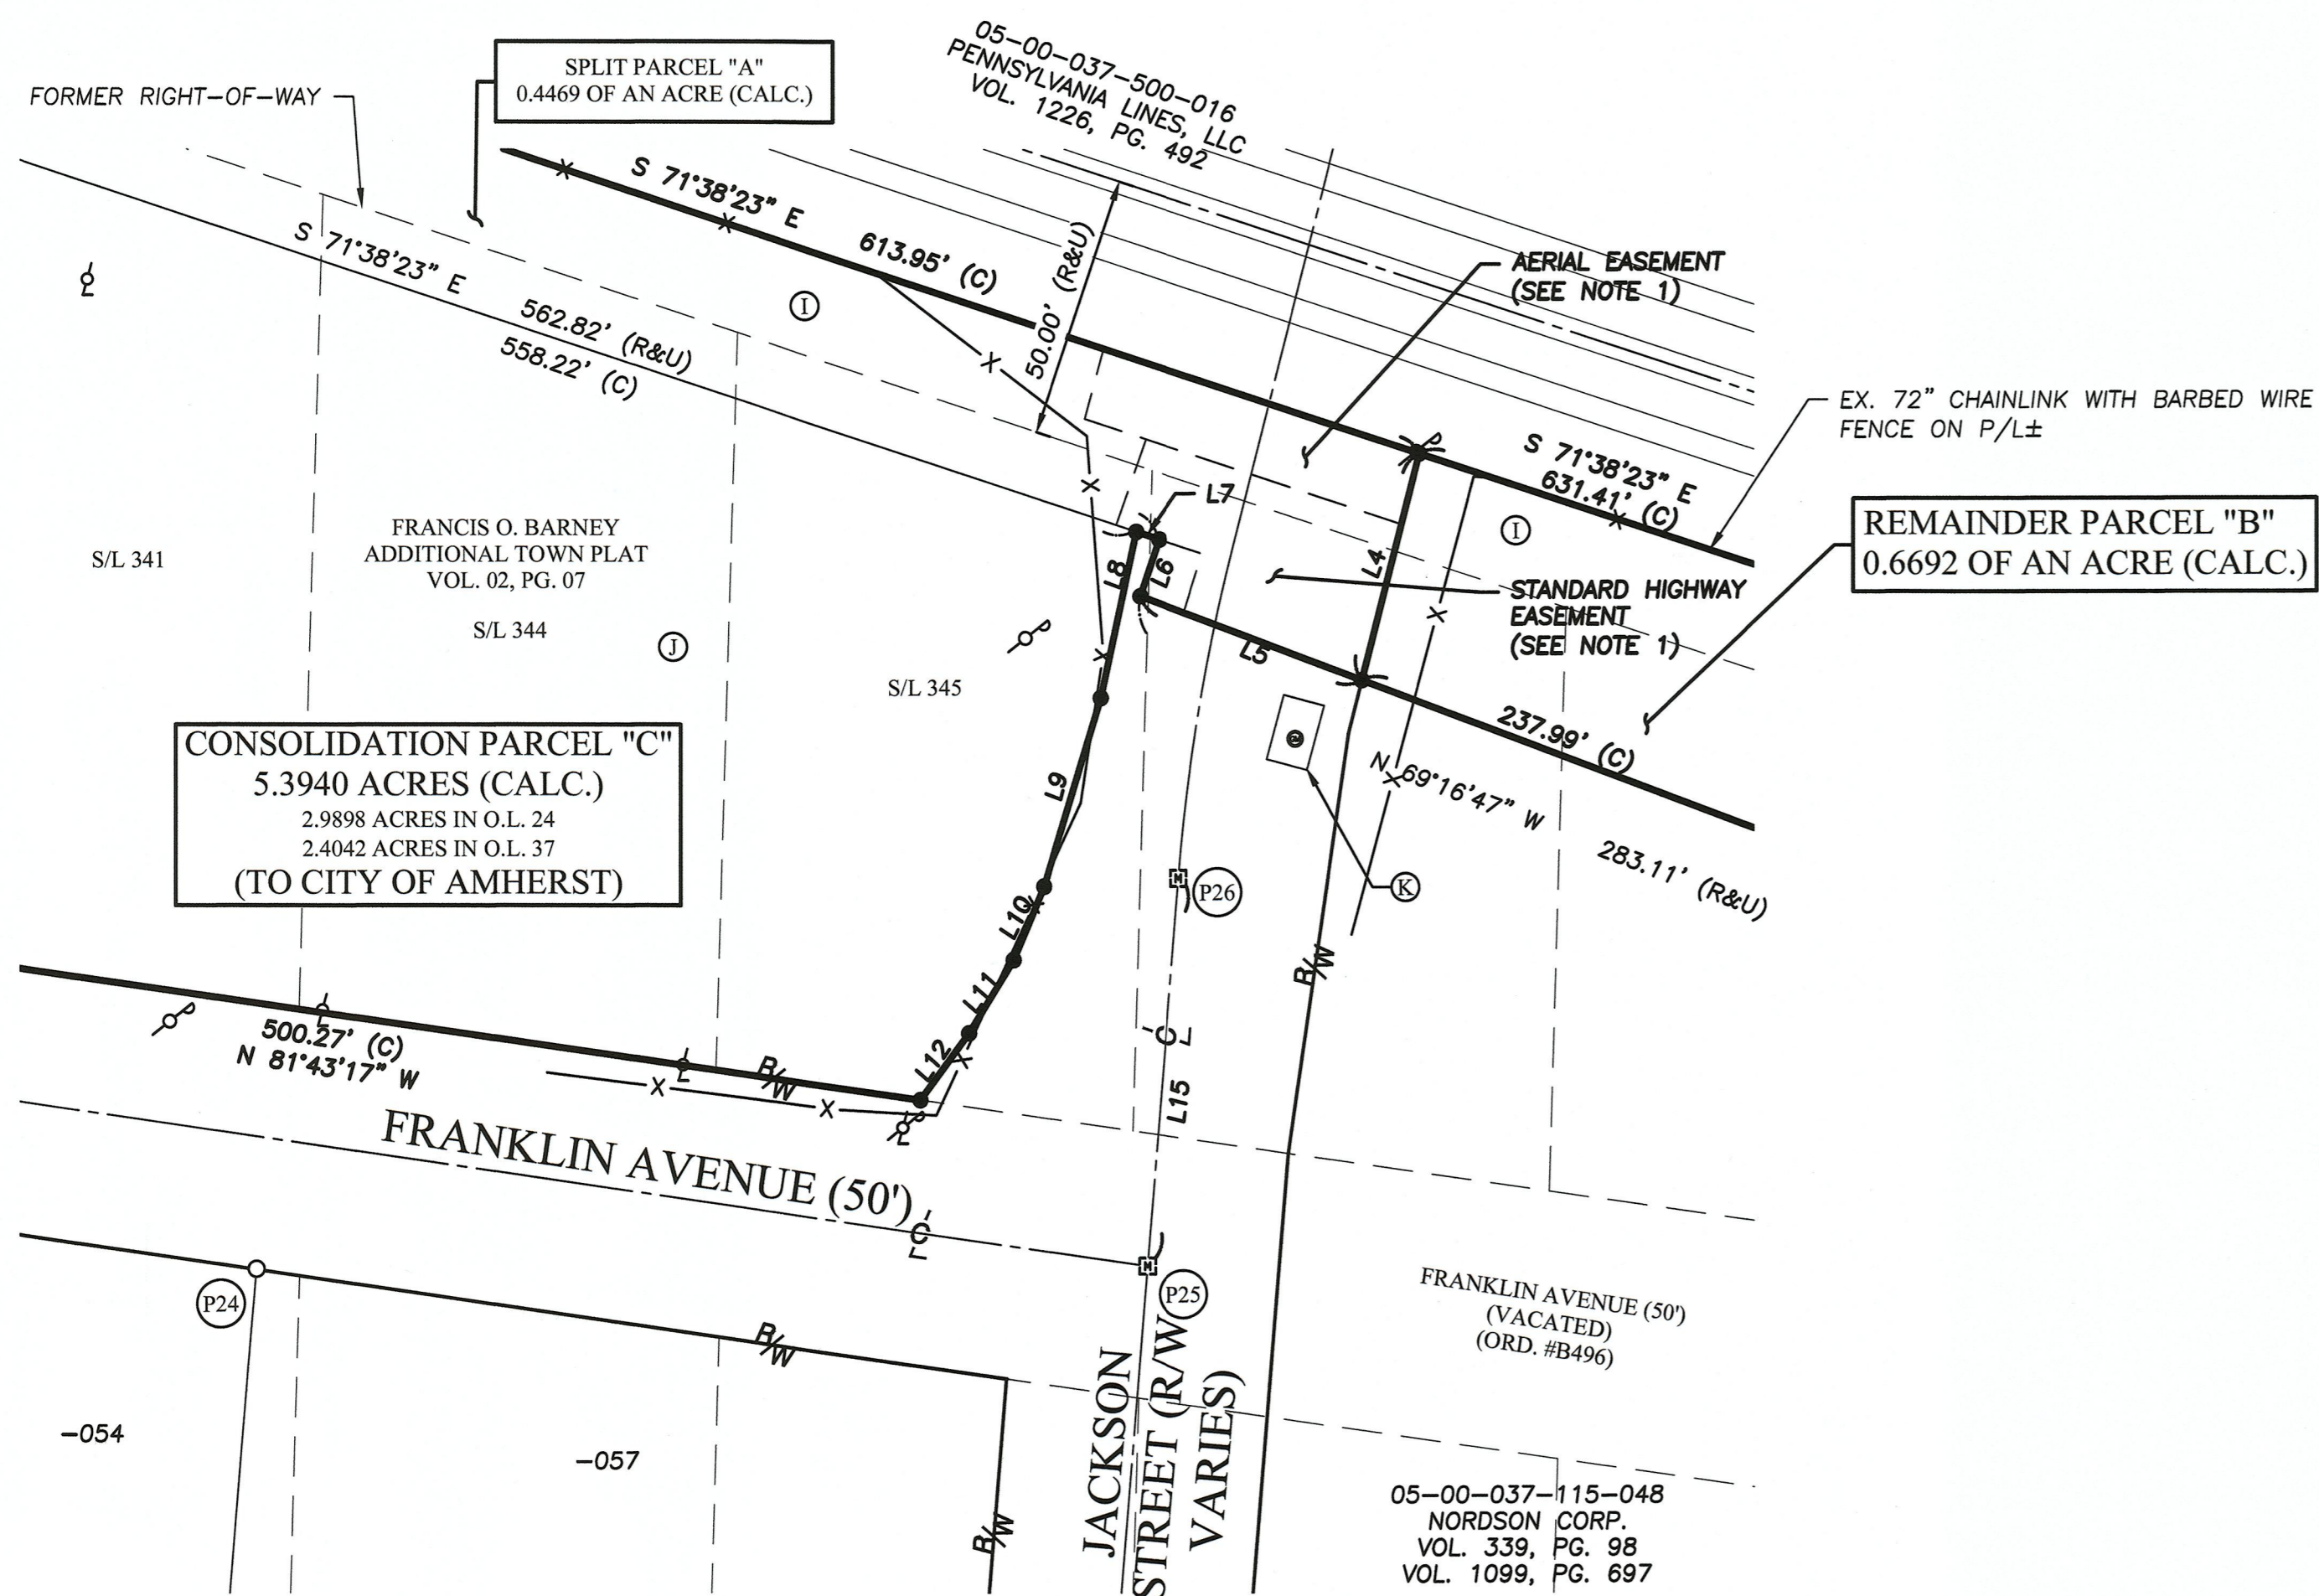 05-00-037-500-016
PENNSYLVANIA LINES, LLC
VOL. 1226, PG. 492
SPLIT PARCEL "A"
0.4469 OF AN ACRE (CALC.)
FORMER RIGHT-OF-WAY
S 71°38'23" E
613.95' (C)
S 71°38'23" E
562.82' (R&U)
558.22' (C)
I
50.00' (R&U)
AERIAL EASEMENT
(SEE NOTE 1)
EX. 72" CHAINLINK WITH BARBED WIRE
FENCE ON P/L±
S 71°38'23" E
631.41' (C)
I
REMAINDER PARCEL "B"
0.6692 OF AN ACRE (CALC.)
L7
L8
L6
L4
L5
STANDARD HIGHWAY
EASEMENT
(SEE NOTE 1)
FRANCIS O. BARNEY
ADDITIONAL TOWN PLAT
VOL. 02, PG. 07
S/L 341
S/L 344
J
S/L 345
237.99' (C)
N 69°16'47" W
283.11' (R&U)
CONSOLIDATION PARCEL "C"
5.3940 ACRES (CALC.)
2.9898 ACRES IN O.L. 24
2.4042 ACRES IN O.L. 37
(TO CITY OF AMHERST)
L9
L10
L11
L12
M
P26
K
R/W
500.27' (C)
N 81°43'17" W
R/W
CL
L15
FRANKLIN AVENUE (50')
CL
M
P25
P24
R/W
R/W
FRANKLIN AVENUE (50')
(VACATED)
(ORD. #B496)
JACKSON
STREET (R/W
VARIES)
-054
-057
05-00-037-115-048
NORDSON CORP.
VOL. 339, PG. 98
VOL. 1099, PG. 697